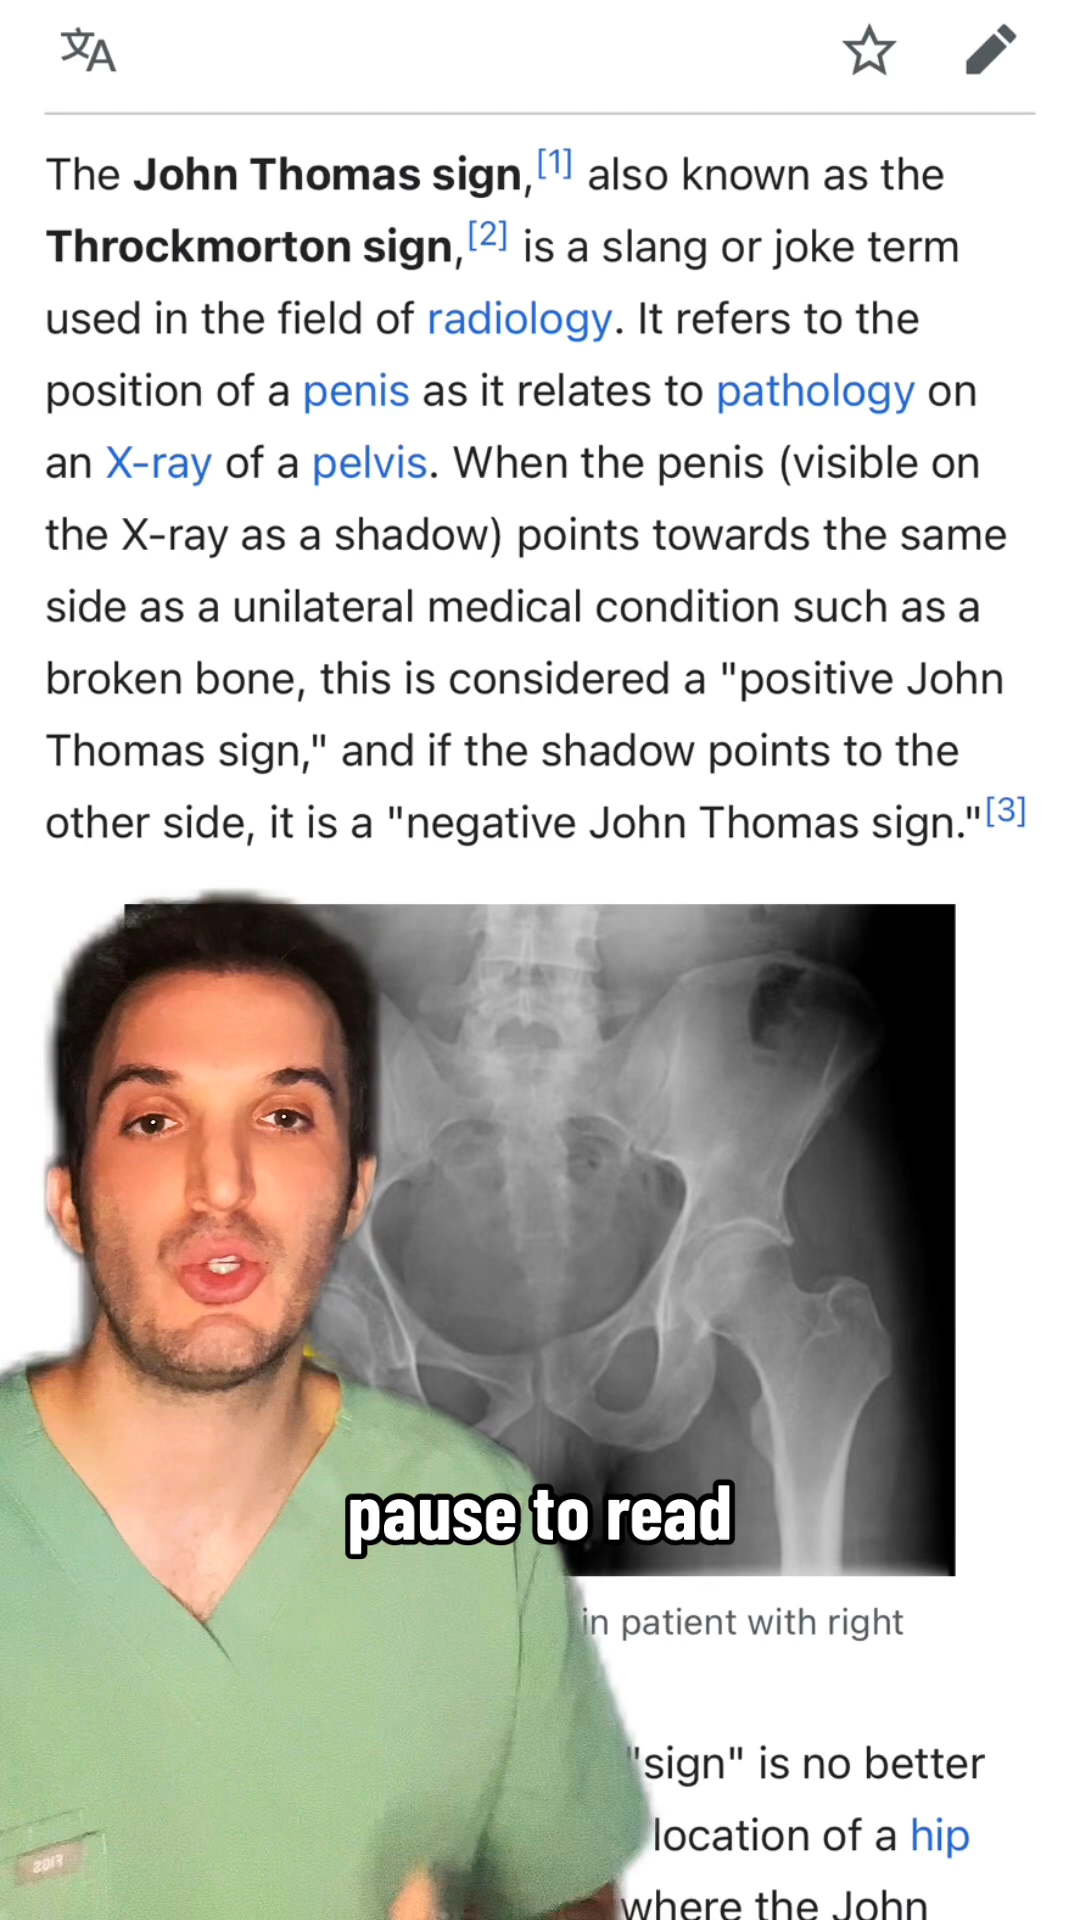 The John Thomas sign,[1] also known as the
Throckmorton sign,[2] is a slang or joke term
used in the field of radiology. It refers to the
position of a penis as it relates to pathology on
an X-ray of a pelvis. When the penis (visible on
the X-ray as a shadow) points towards the same
side as a unilateral medical condition such as a
broken bone, this is considered a "positive John
Thomas sign," and if the shadow points to the
other side, it is a "negative John Thomas sign."[3]
pause to read
in patient with right
"sign" is no better
location of a hip
where the John
FIGS